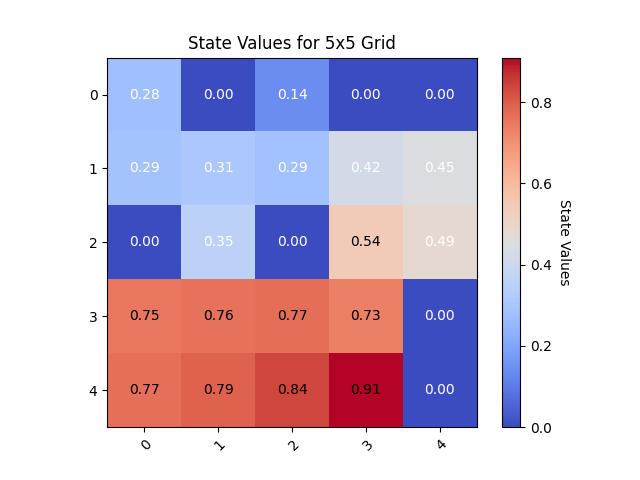 State Values for 5x5 Grid
0 0.28 0.00 0.14 0.00 0.00
1 0.29 0.31 0.29 0.42 0.45
2 0.00 0.35 0.00 0.54 0.49
3 0.75 0.76 0.77 0.73 0.00
4 0.77 0.79 0.84 0.91 0.00
0 1 2 3 4
0.8
0.6
0.4
0.2
0.0
State Values